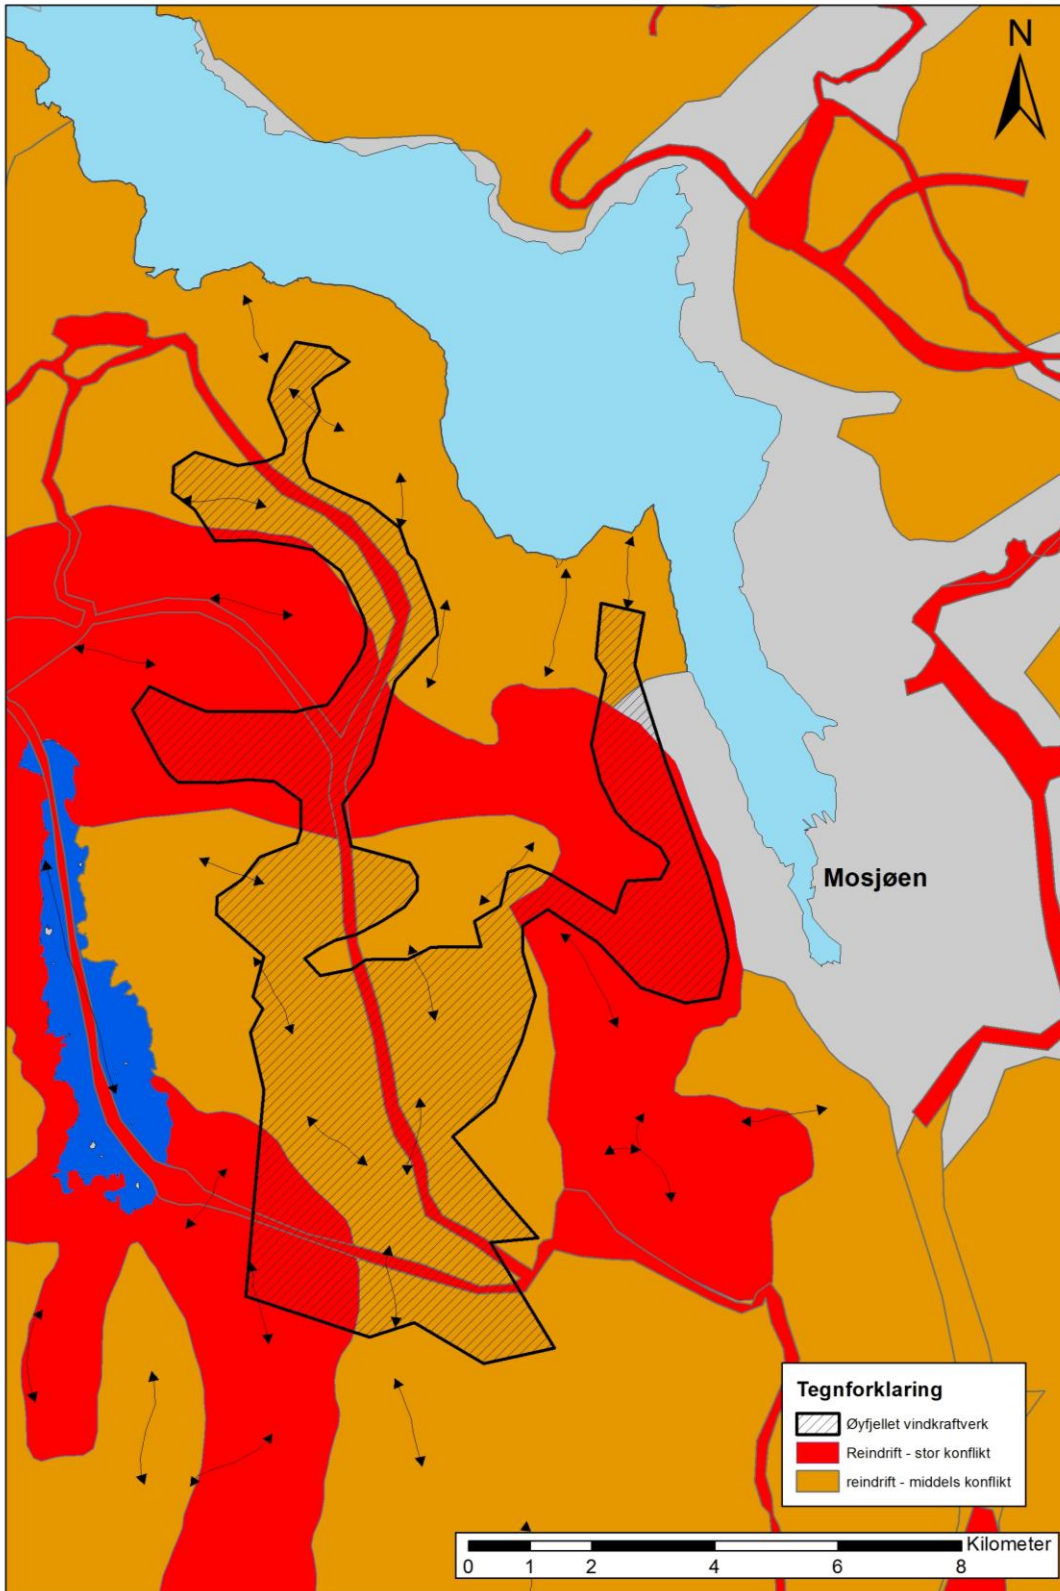 N
Mosjøen
Tegnforklaring
Øyfjellet vindkraftverk
Reindrift - stor konflikt
reindrift - middels konflikt
Kilometer
0 1 2 4 6 8